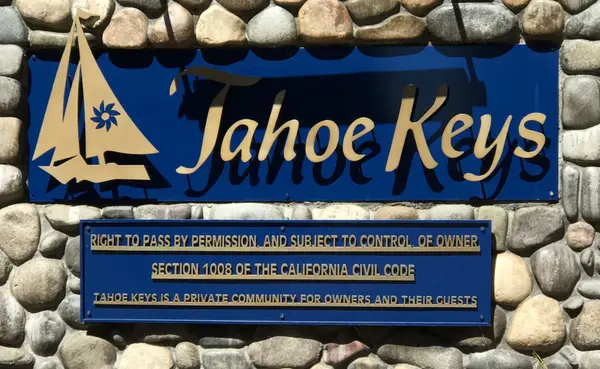 Tahoe Keys
RIGHT TO PASS BY PERMISSION, AND SUBJECT TO CONTROL, OF OWNER,
SECTION 1008 OF THE CALIFORNIA CIVIL CODE
TAHOE KEYS IS A PRIVATE COMMUNITY FOR OWNERS AND THEIR GUESTS